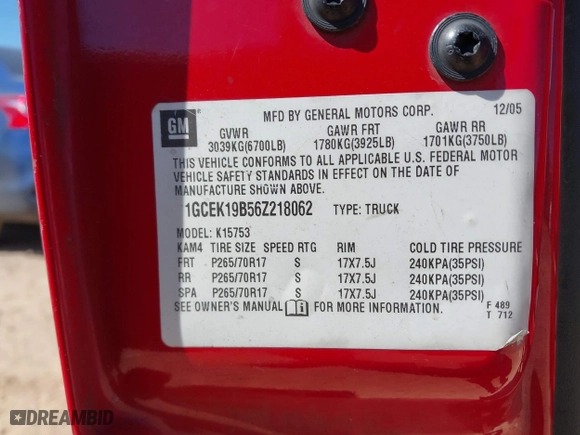 MFD BY GENERAL MOTORS CORP. 12/05
GM
GVWR GAWR FRT GAWR RR
3039KG(6700LB) 1780KG(3925LB) 1701KG(3750LB)
THIS VEHICLE CONFORMS TO ALL APPLICABLE U.S. FEDERAL MOTOR
VEHICLE SAFETY STANDARDS IN EFFECT ON THE DATE OF
MANUFACTURE SHOWN ABOVE.
1GCEK19B56Z218062 TYPE: TRUCK
MODEL: K15753
KAM4 TIRE SIZE SPEED RTG RIM COLD TIRE PRESSURE
FRT P265/70R17 S 17X7.5J 240KPA(35PSI)
RR P265/70R17 S 17X7.5J 240KPA(35PSI)
SPA P265/70R17 S 17X7.5J 240KPA(35PSI)
SEE OWNER'S MANUAL FOR MORE INFORMATION. F 489
T 712
DREAMBID